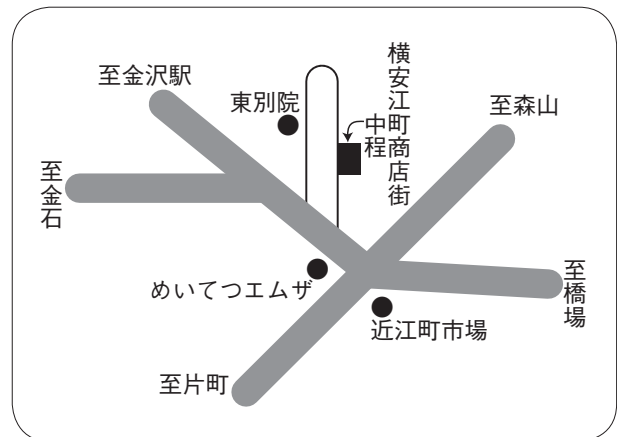 至金沢駅
東別院
横安江町商店街
中程
至森山
至金石
めいてつエムザ
近江町市場
至橋場
至片町